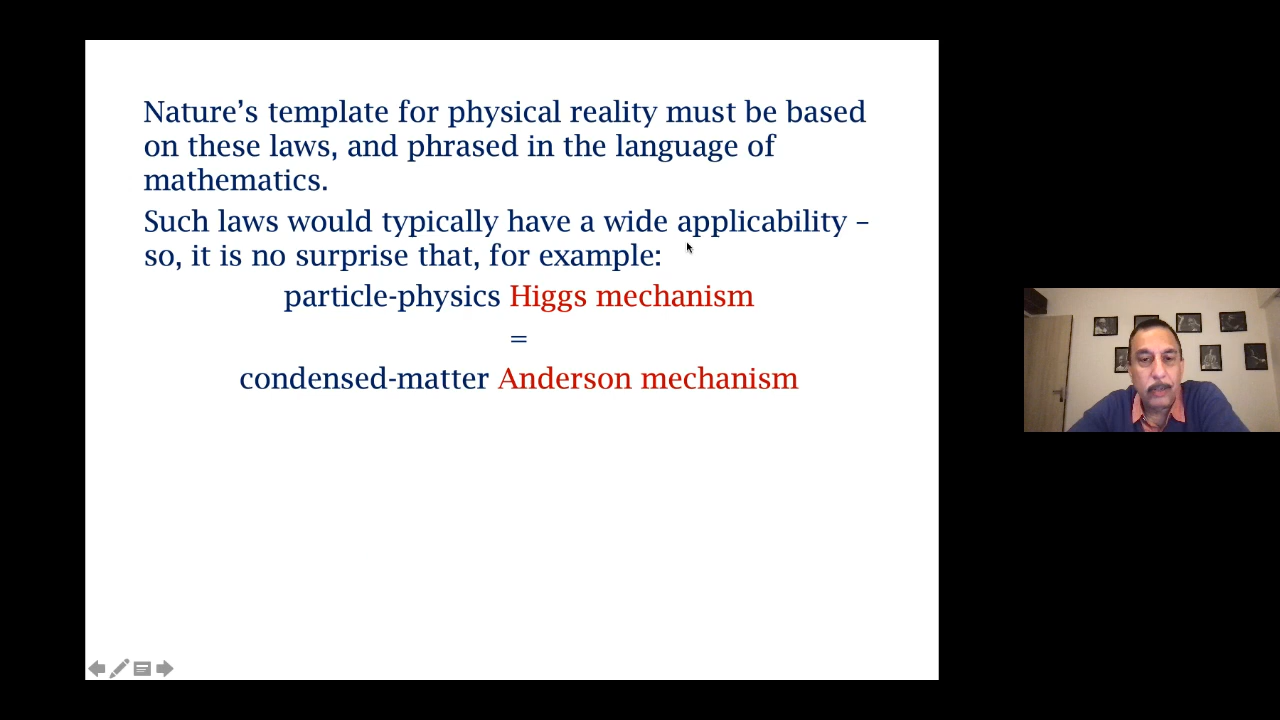 Nature’s template for physical reality must be based
on these laws, and phrased in the language of
mathematics.
Such laws would typically have a wide applicability –
so, it is no surprise that, for example:
particle-physics Higgs mechanism
=
condensed-matter Anderson mechanism